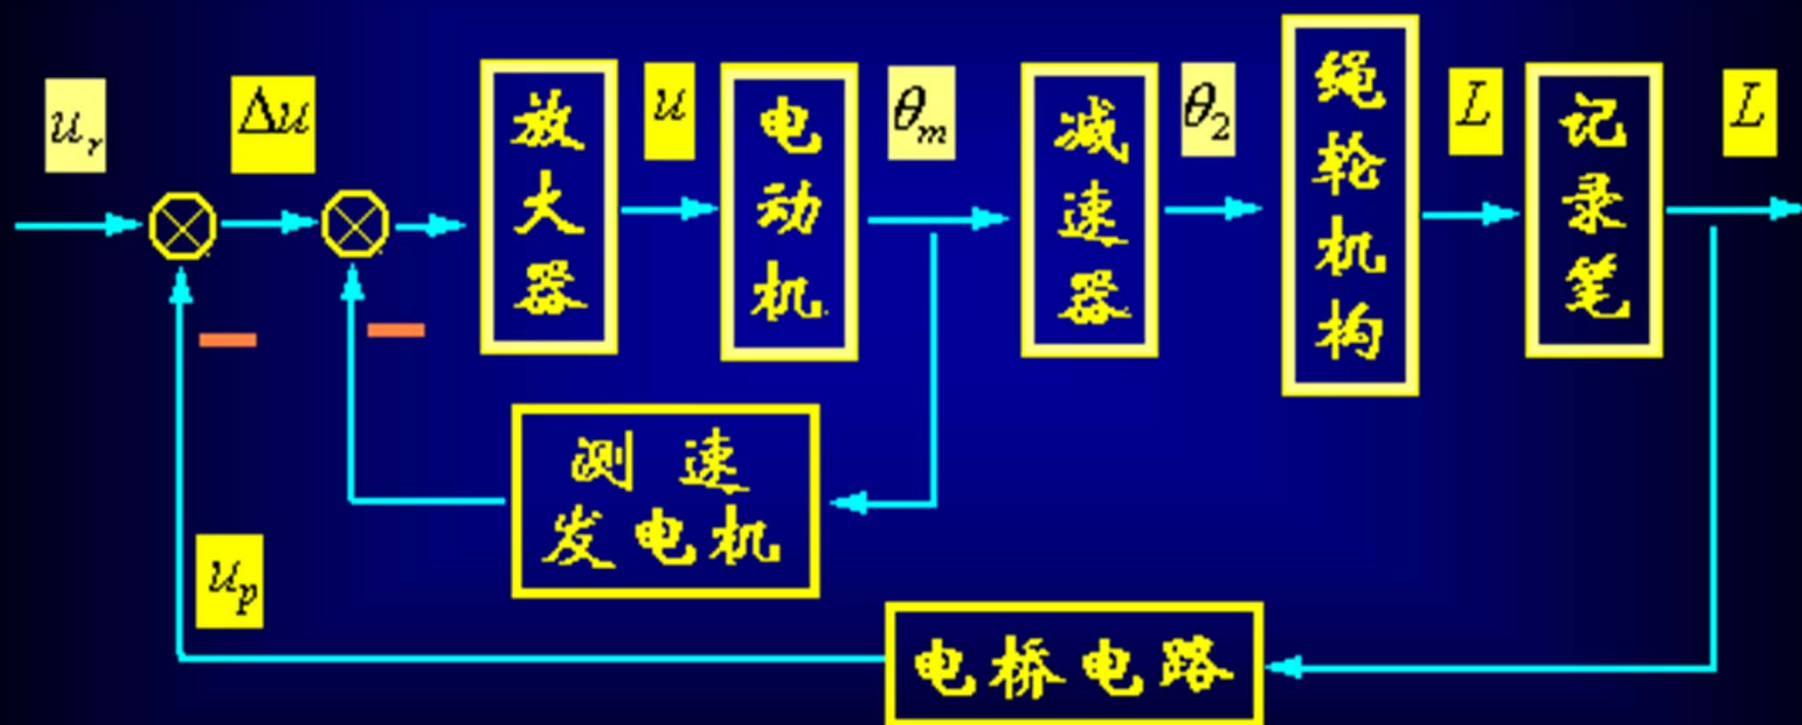 u_r
Δu
放大器
u
电动机
θ_m
减速器
θ_2
绳轮机构
L
记录笔
L
测速
发电机
u_p
电桥电路